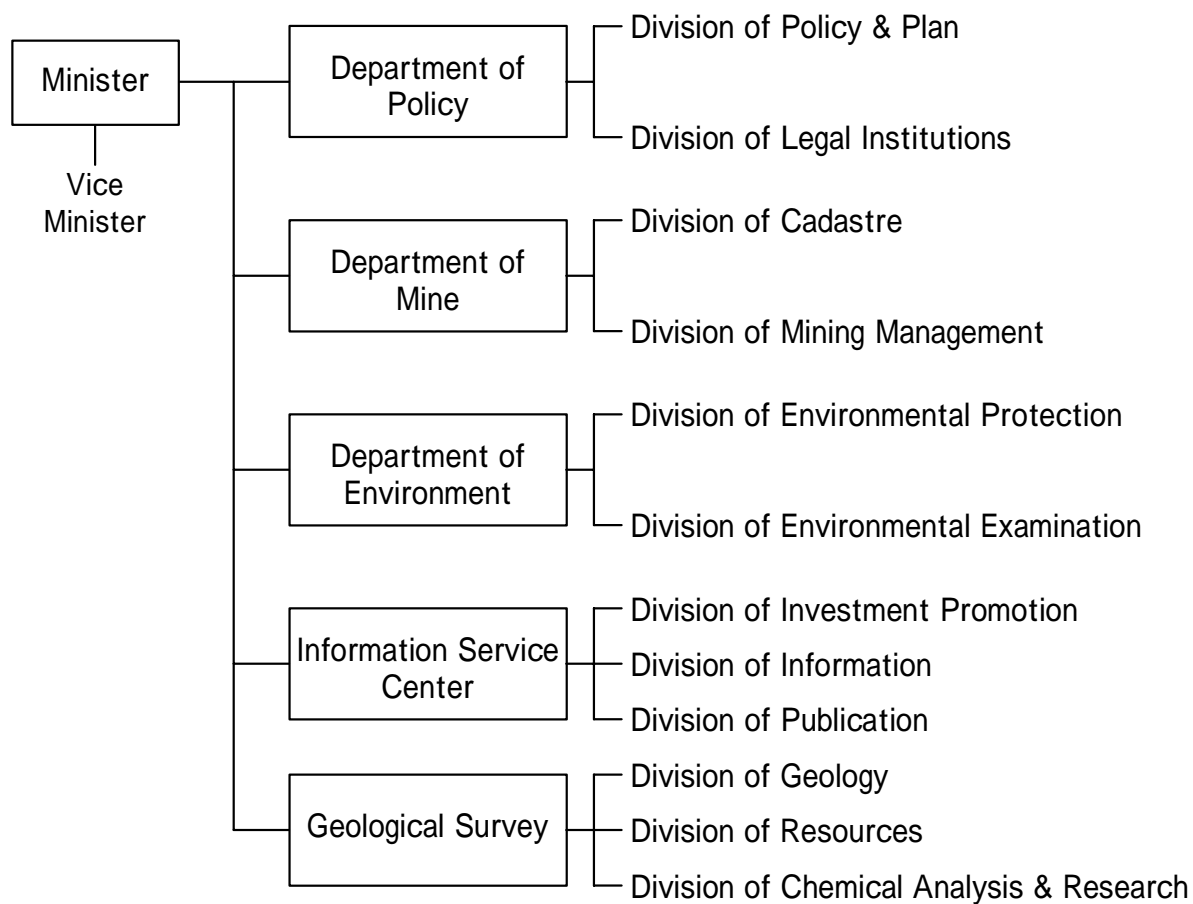 Minister
Vice
Minister
Department of
Policy
Division of Policy & Plan
Division of Legal Institutions
Department of
Mine
Division of Cadastre
Division of Mining Management
Department of
Environment
Division of Environmental Protection
Division of Environmental Examination
Information Service
Center
Division of Investment Promotion
Division of Information
Division of Publication
Geological Survey
Division of Geology
Division of Resources
Division of Chemical Analysis & Research